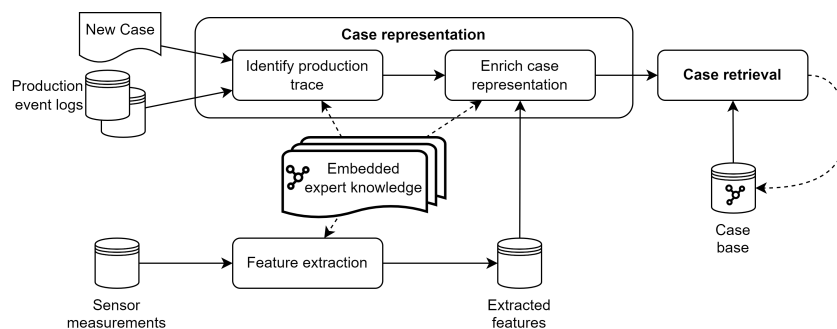 New Case
Case representation
Production
event logs
Identify production
trace
Enrich case
representation
Case retrieval
Embedded
expert knowledge
Case
base
Feature extraction
Sensor
measurements
Extracted
features